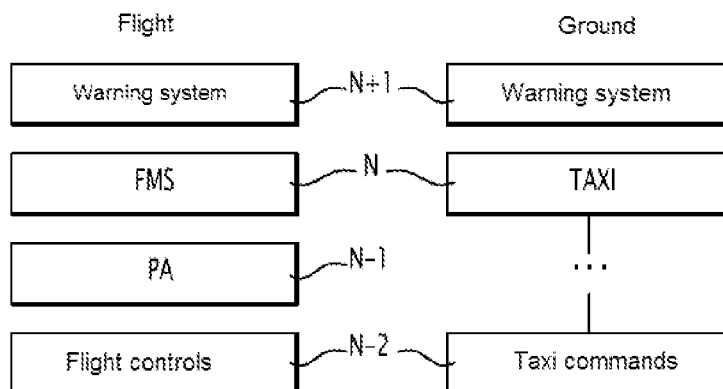 Flight Ground
Warning system N+1 Warning system
FMS N TAXI
PA N-1 ...
Flight controls N-2 Taxi commands